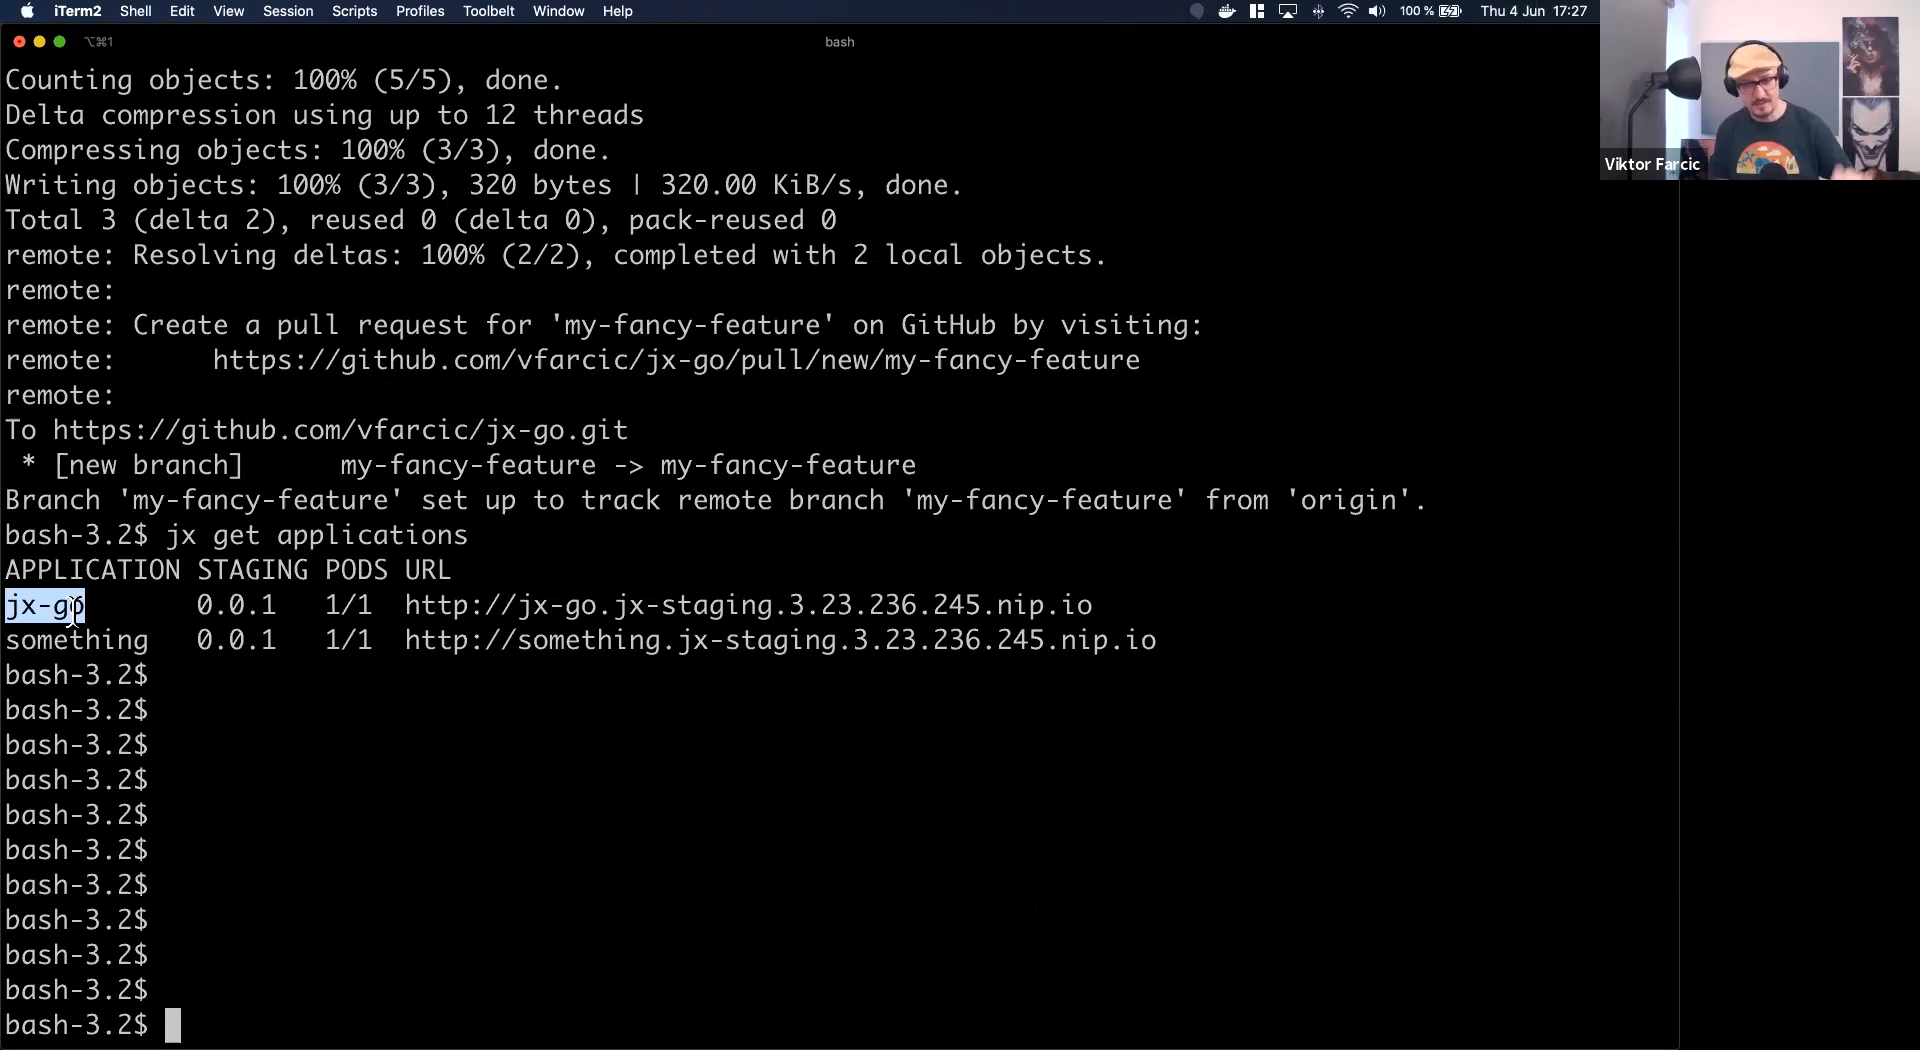 iTerm2 Shell Edit View Session Scripts Profiles Toolbelt Window Help 100 % Thu 4 Jun 17:27
⌥⌘1 bash
Counting objects: 100% (5/5), done.
Delta compression using up to 12 threads
Compressing objects: 100% (3/3), done.
Writing objects: 100% (3/3), 320 bytes | 320.00 KiB/s, done.
Viktor Farcic
Total 3 (delta 2), reused 0 (delta 0), pack-reused 0
remote: Resolving deltas: 100% (2/2), completed with 2 local objects.
remote:
remote: Create a pull request for 'my-fancy-feature' on GitHub by visiting:
remote:      https://github.com/vfarcic/jx-go/pull/new/my-fancy-feature
remote:
To https://github.com/vfarcic/jx-go.git
 * [new branch]      my-fancy-feature -> my-fancy-feature
Branch 'my-fancy-feature' set up to track remote branch 'my-fancy-feature' from 'origin'.
bash-3.2$ jx get applications
APPLICATION STAGING PODS URL
jx-go       0.0.1   1/1  http://jx-go.jx-staging.3.23.236.245.nip.io
something   0.0.1   1/1  http://something.jx-staging.3.23.236.245.nip.io
bash-3.2$
bash-3.2$
bash-3.2$
bash-3.2$
bash-3.2$
bash-3.2$
bash-3.2$
bash-3.2$
bash-3.2$
bash-3.2$
bash-3.2$